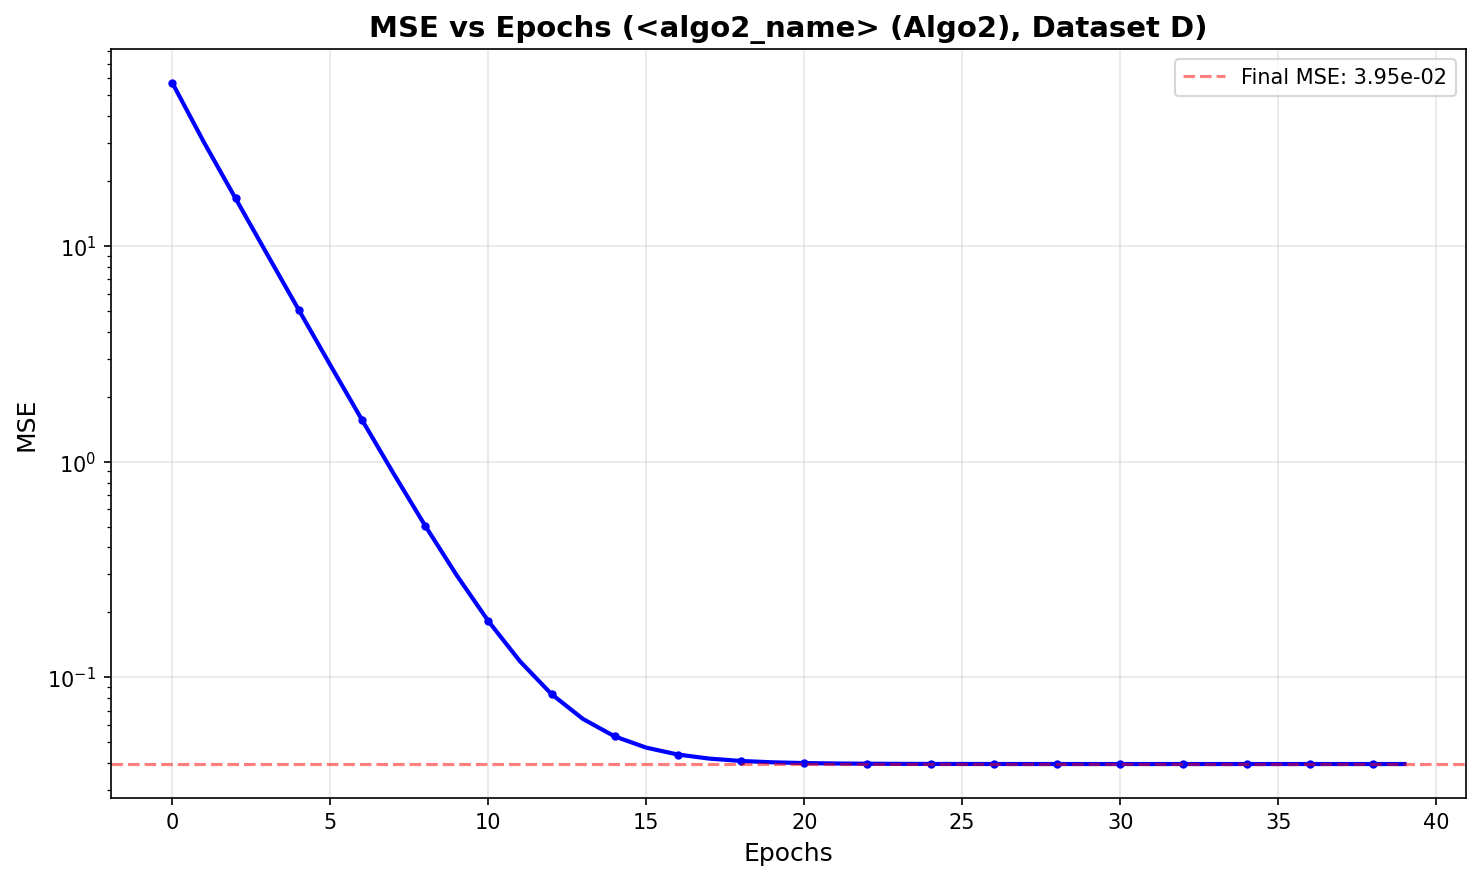 MSE vs Epochs (<algo2_name> (Algo2), Dataset D)
Final MSE: 3.95e-02
MSE
10¹
10⁰
10⁻¹
0 5 10 15 20 25 30 35 40
Epochs